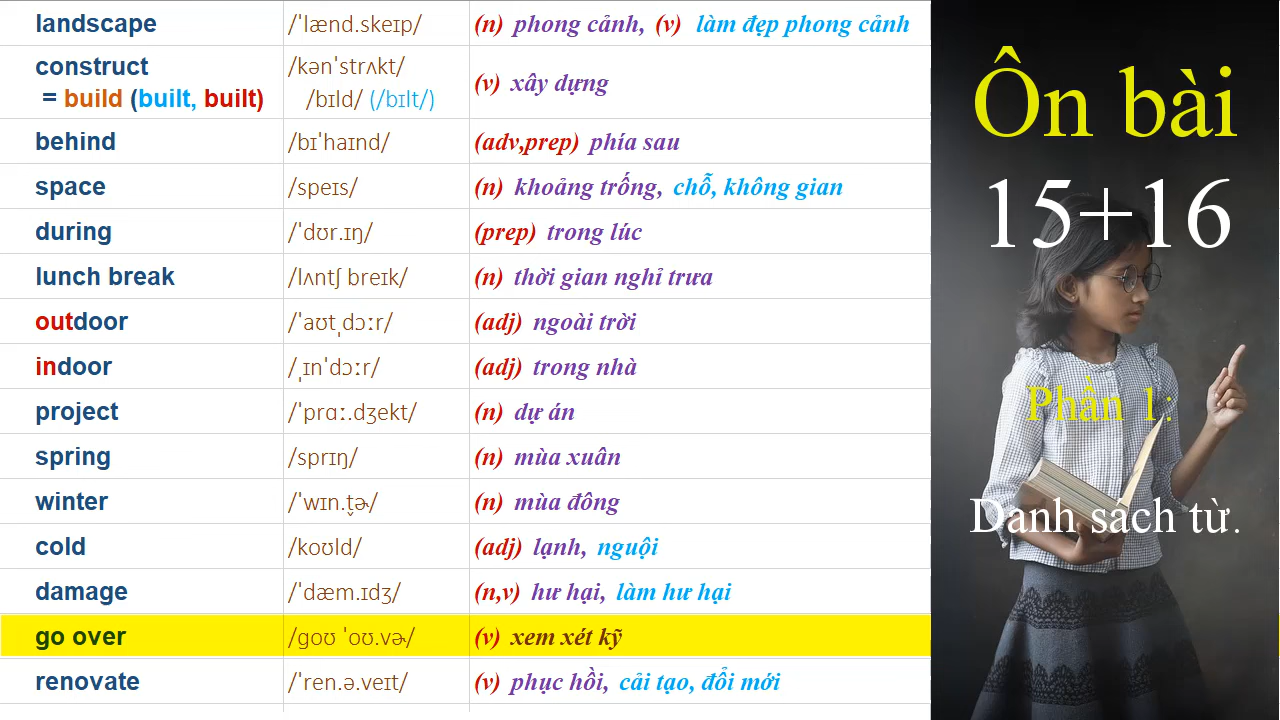 landscape /ˈlænd.skeɪp/ (n) phong cảnh, (v) làm đẹp phong cảnh
construct /kənˈstrʌkt/ (v) xây dựng
= build (built, built) /bɪld/ (/bɪlt/)
behind /bɪˈhaɪnd/ (adv,prep) phía sau
space /speɪs/ (n) khoảng trống, chỗ, không gian
during /ˈdʊr.ɪŋ/ (prep) trong lúc
lunch break /lʌntʃ breɪk/ (n) thời gian nghỉ trưa
outdoor /ˈaʊtˌdɔːr/ (adj) ngoài trời
indoor /ˌɪnˈdɔːr/ (adj) trong nhà
project /ˈprɑː.dʒekt/ (n) dự án
spring /sprɪŋ/ (n) mùa xuân
winter /ˈwɪn.t̬ɚ/ (n) mùa đông
cold /koʊld/ (adj) lạnh, nguội
damage /ˈdæm.ɪdʒ/ (n,v) hư hại, làm hư hại
go over /ɡoʊ ˈoʊ.vɚ/ (v) xem xét kỹ
renovate /ˈren.ə.veɪt/ (v) phục hồi, cải tạo, đổi mới
Ôn bài
15+16
Phần 1:
Danh sách từ.